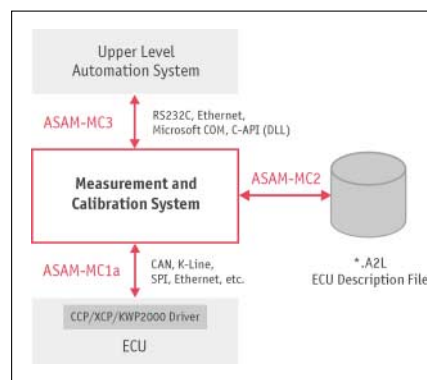 Upper Level
Automation System
ASAM-MC3
RS232C, Ethernet,
Microsoft COM, C-API (DLL)
Measurement and
Calibration System
ASAM-MC2
*.A2L
ECU Description File
ASAM-MC1a
CAN, K-Line,
SPI, Ethernet, etc.
CCP/XCP/KWP2000 Driver
ECU